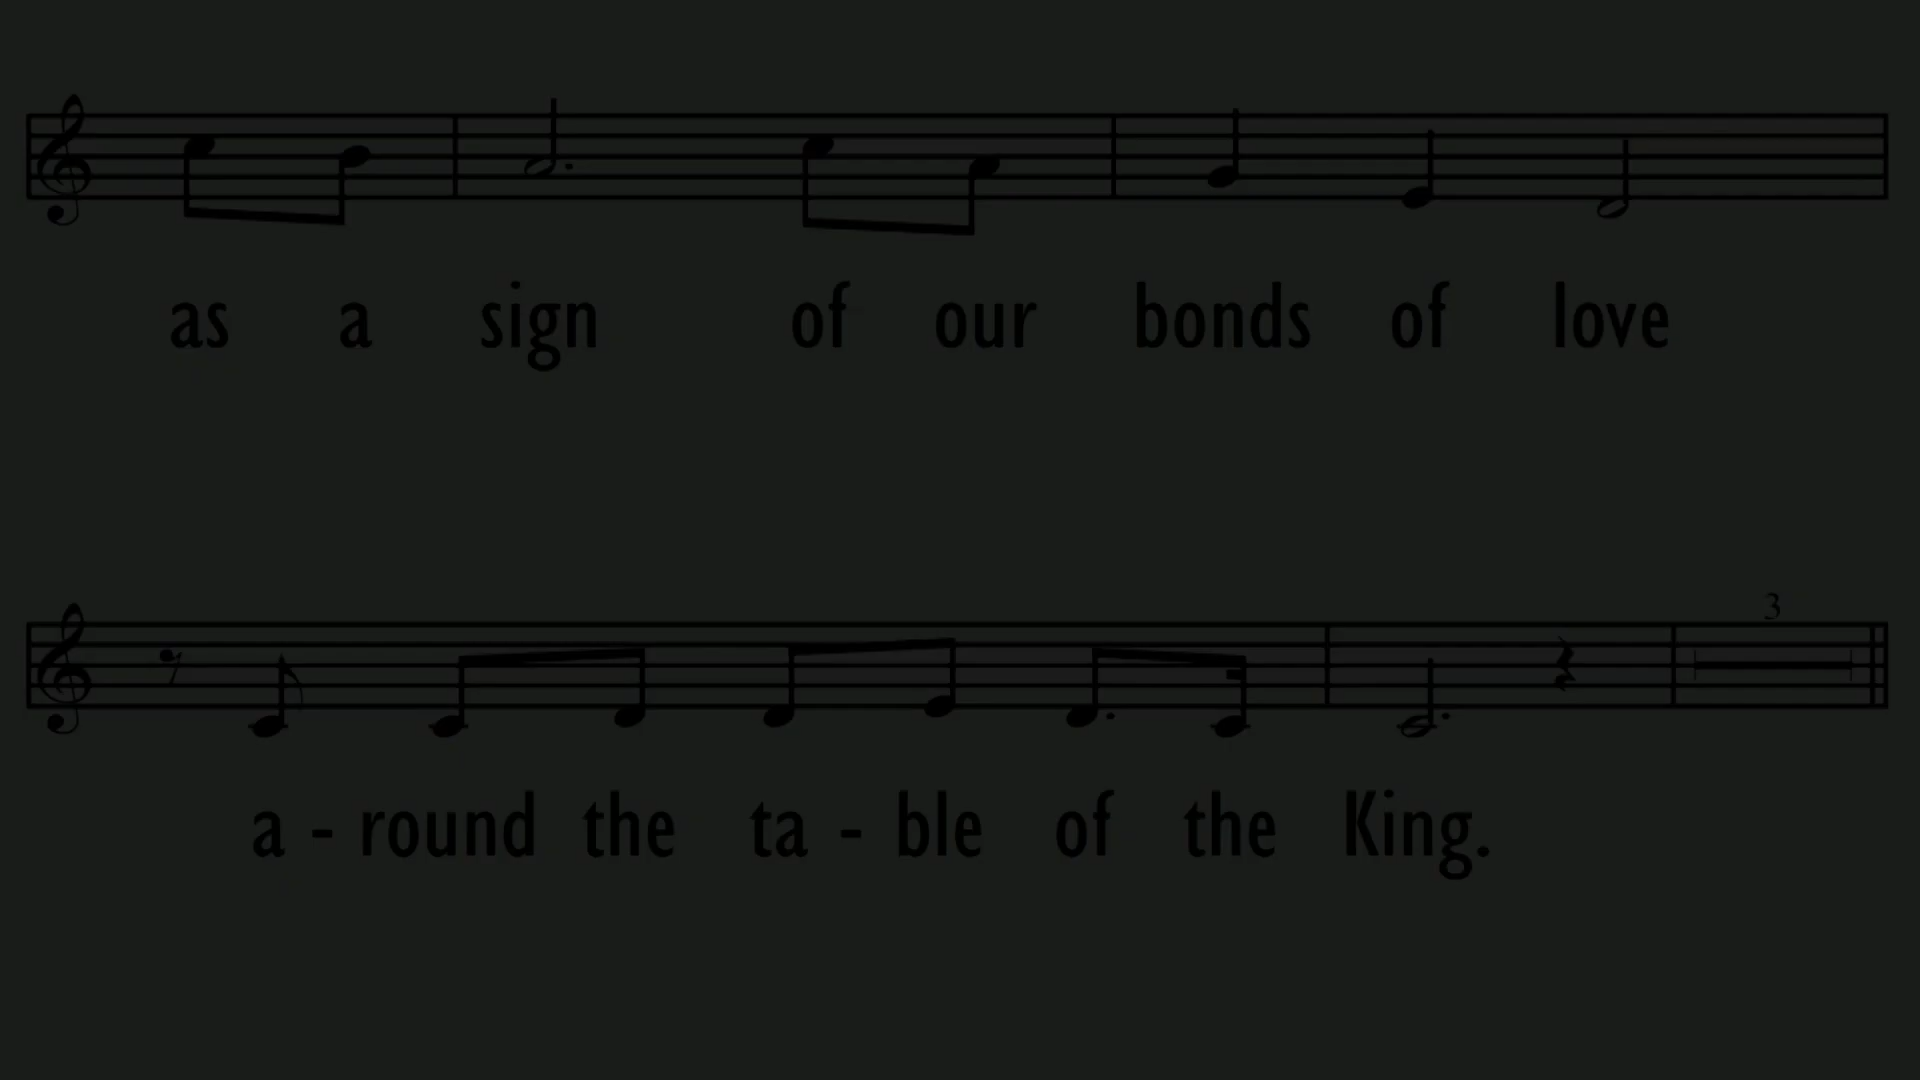 as a sign of our bonds of love
3
a - round the ta - ble of the King.